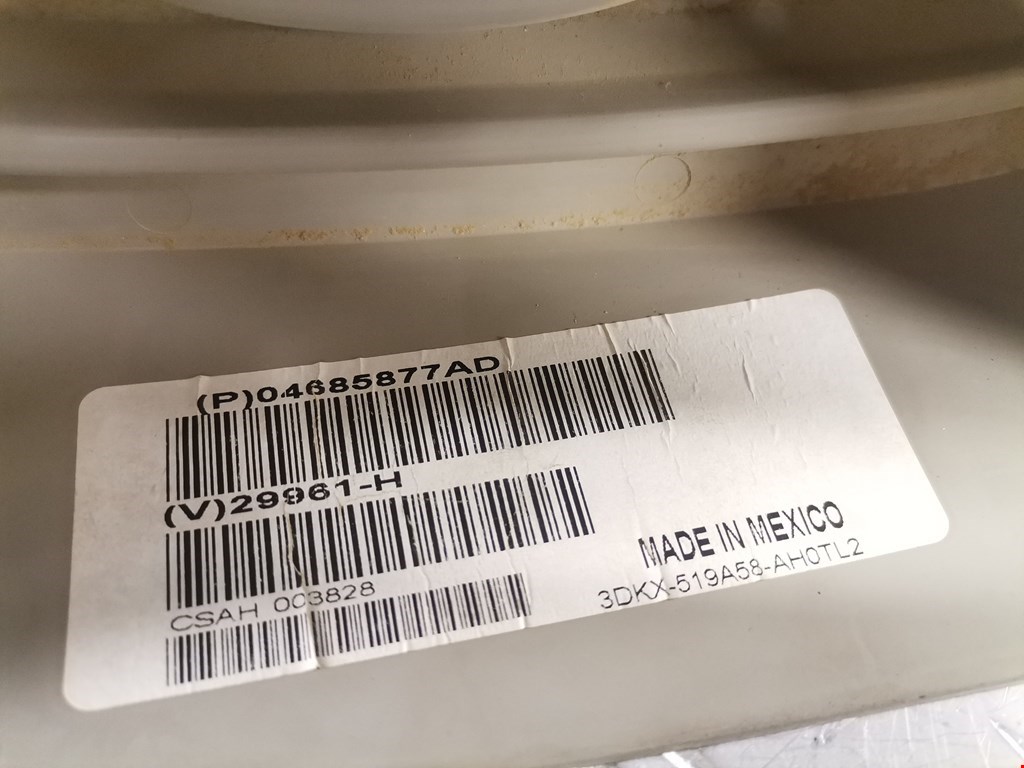 (P)04685877AD
(V)29961-H
CSAH 003828
MADE IN MEXICO
3DKX-519A58-AH0TL2